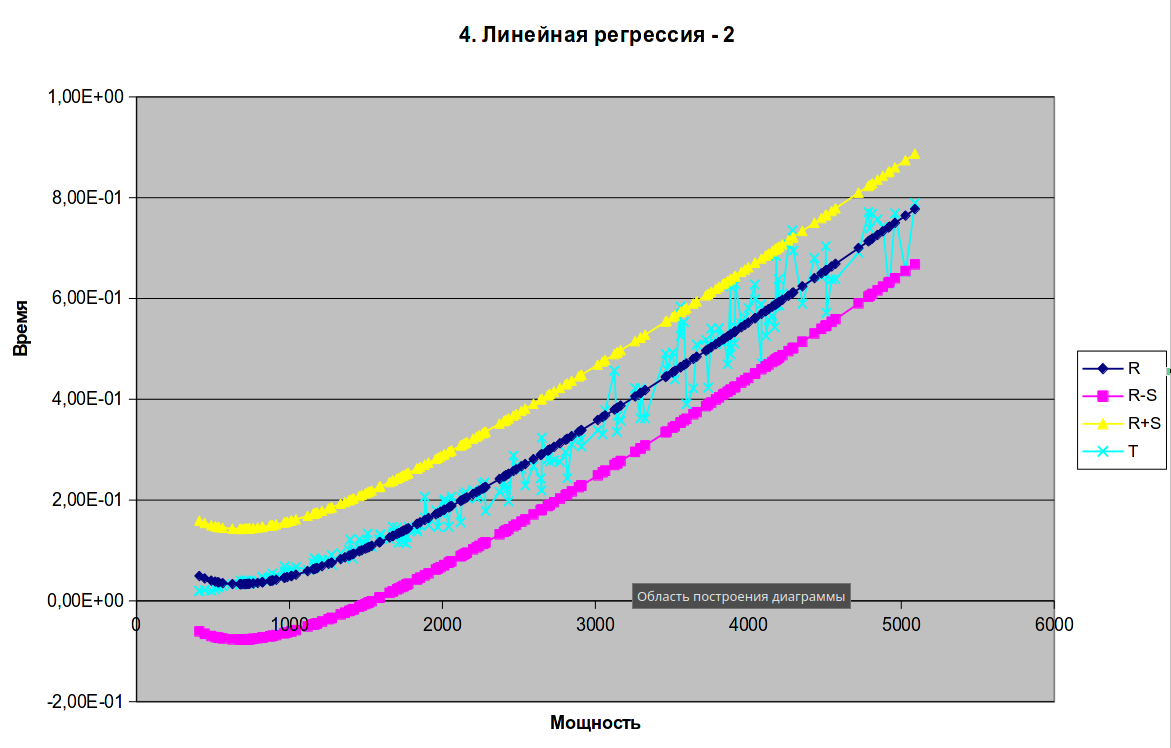 4. Линейная регрессия - 2
1,00E+00
8,00E-01
6,00E-01
4,00E-01
2,00E-01
0,00E+00
-2,00E-01
0
1000
2000
3000
4000
5000
6000
Время
Мощность
Область построения диаграммы
R
R-S
R+S
T